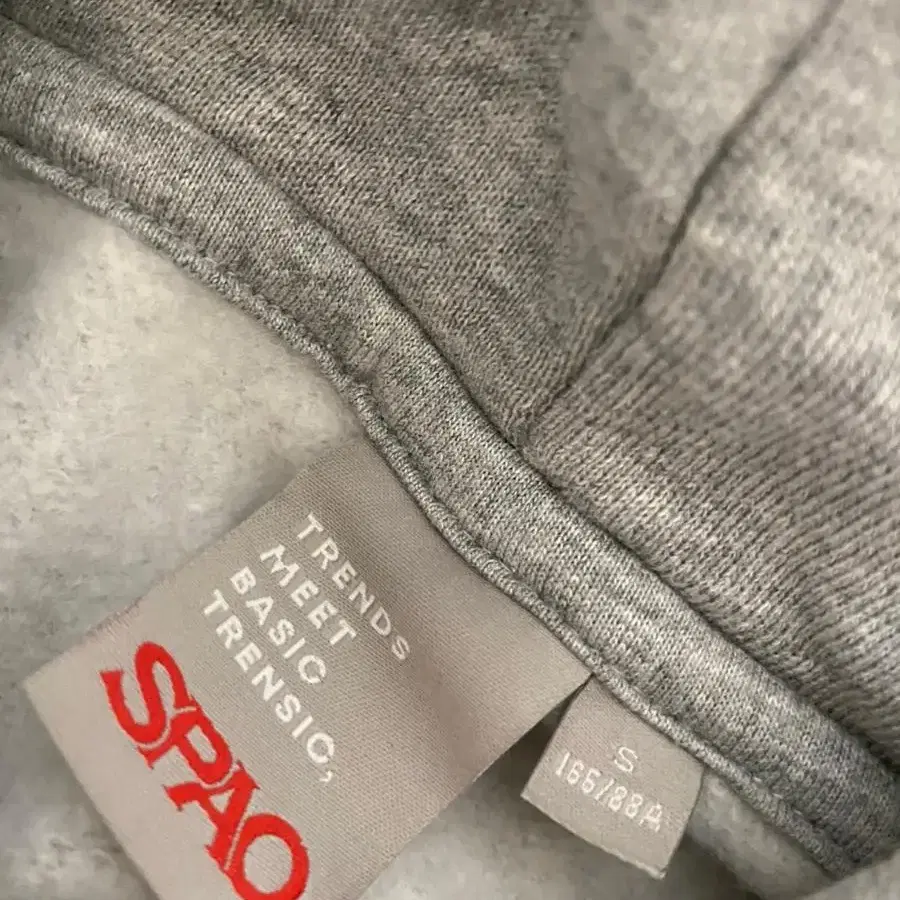 TRENDS
MEET
BASIC
TRENSIC,
SPAO
S
165/88A